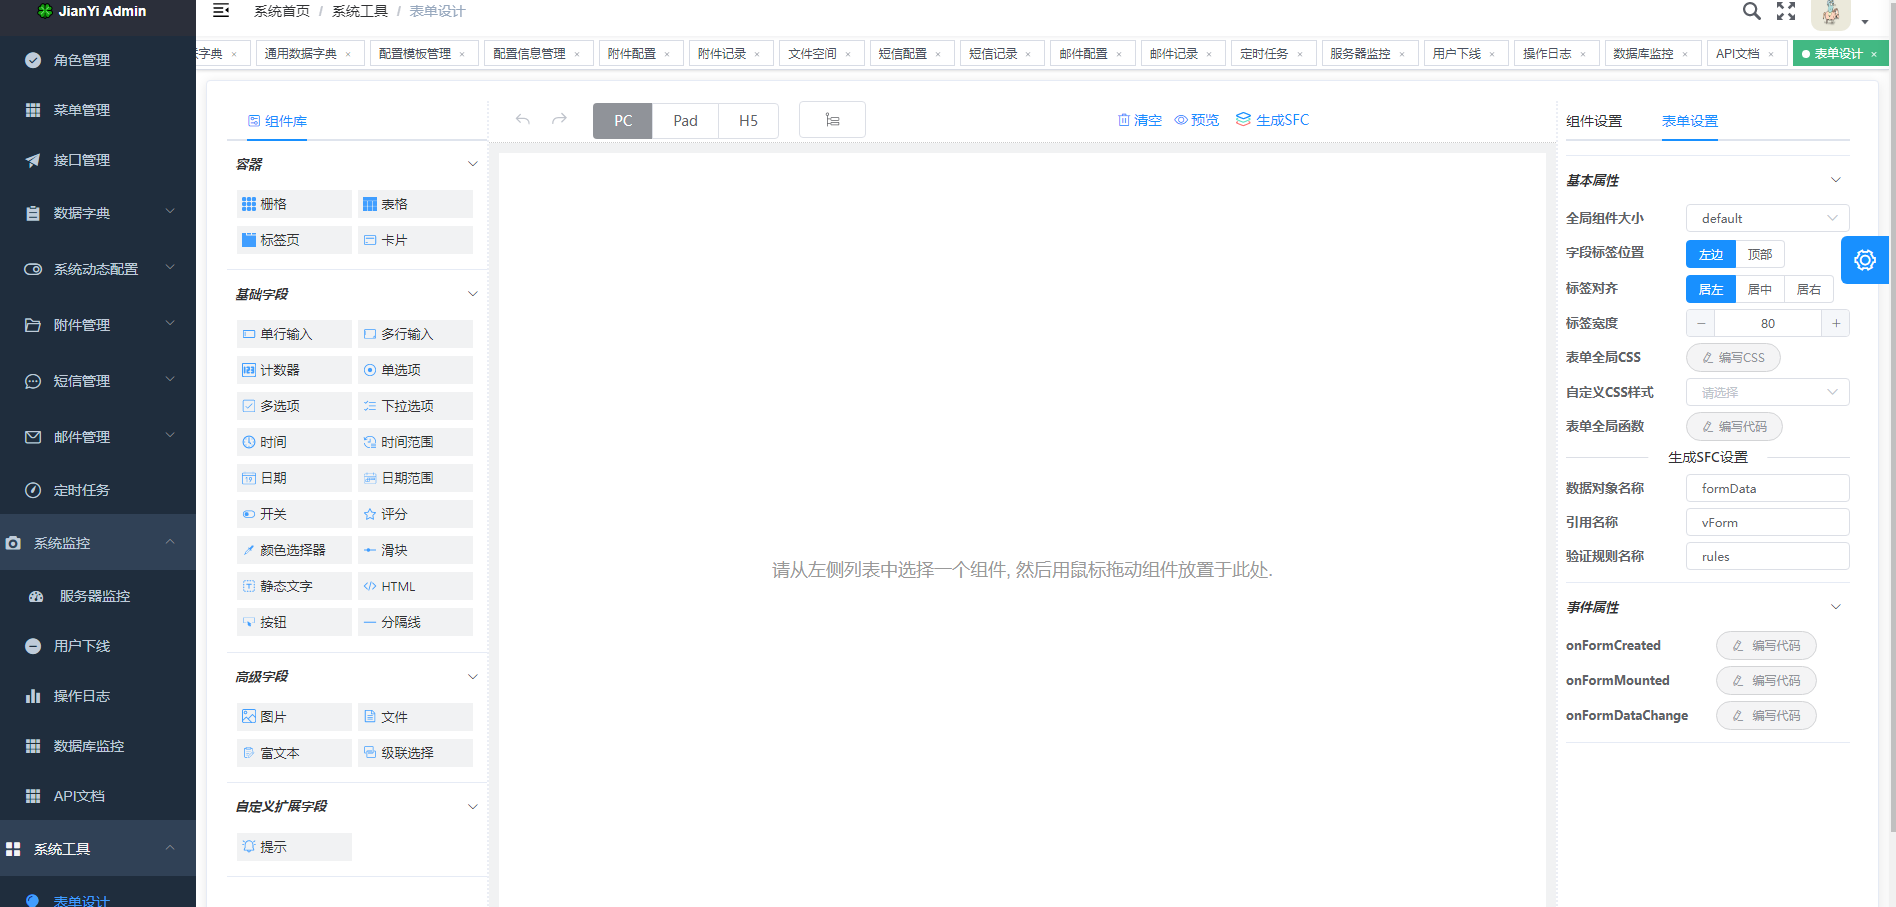 JianYi Admin
角色管理
菜单管理
接口管理
数据字典
系统动态配置
附件管理
短信管理
邮件管理
定时任务
系统监控
服务器监控
用户下线
操作日志
数据库监控
API文档
系统工具
表单设计
系统首页 / 系统工具 / 表单设计
字典 × 通用数据字典 × 配置模板管理 × 配置信息管理 × 附件配置 × 附件记录 × 文件空间 × 短信配置 × 短信记录 × 邮件配置 × 邮件记录 × 定时任务 × 服务器监控 × 用户下线 × 操作日志 × 数据库监控 × API文档 × 表单设计 ×
组件库
容器
栅格 表格
标签页 卡片
基础字段
单行输入 多行输入
计数器 单选项
多选项 下拉选项
时间 时间范围
日期 日期范围
开关 评分
颜色选择器 滑块
静态文字 HTML
按钮 分隔线
高级字段
图片 文件
富文本 级联选择
自定义扩展字段
提示
PC Pad H5
清空 预览 生成SFC
请从左侧列表中选择一个组件, 然后用鼠标拖动组件放置于此处.
组件设置 表单设置
基本属性
全局组件大小 default
字段标签位置 左边 顶部
标签对齐 居左 居中 居右
标签宽度 − 80 +
表单全局CSS 编写CSS
自定义CSS样式 请选择
表单全局函数 编写代码
生成SFC设置
数据对象名称 formData
引用名称 vForm
验证规则名称 rules
事件属性
onFormCreated 编写代码
onFormMounted 编写代码
onFormDataChange 编写代码